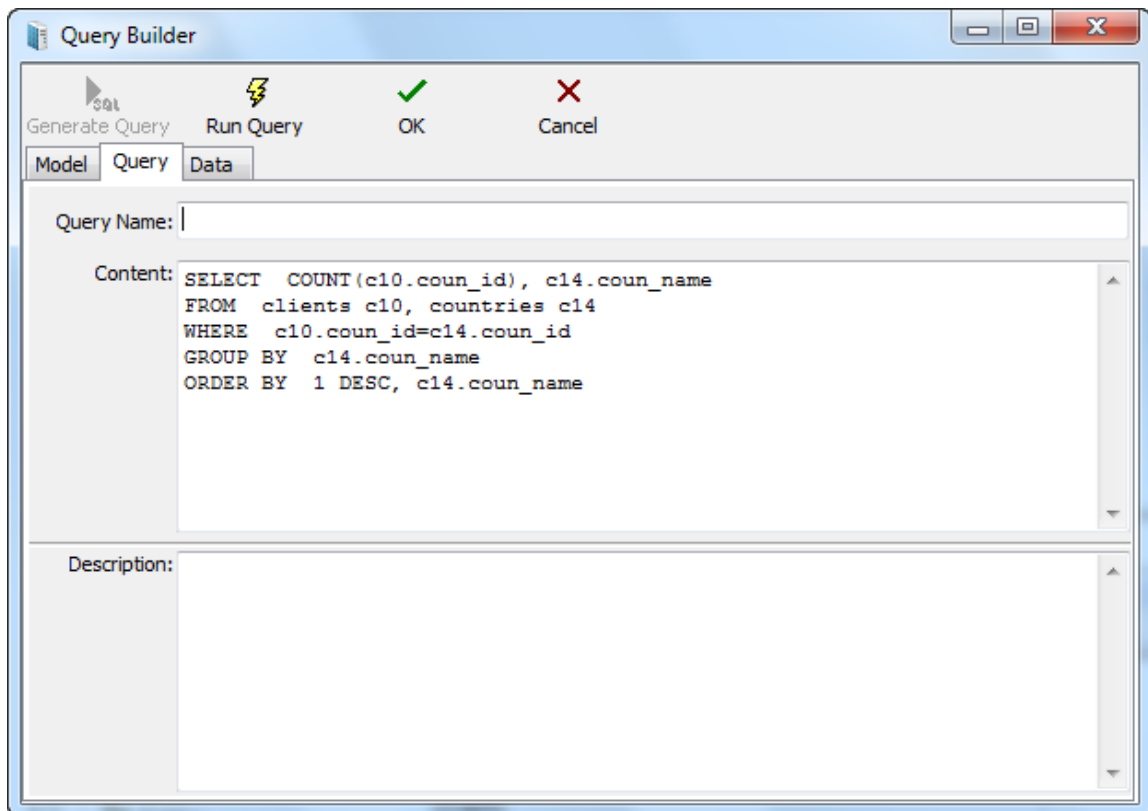 Query Builder
SQL
Generate Query Run Query OK Cancel
Model Query Data
Query Name:
Content: SELECT  COUNT(c10.coun_id), c14.coun_name
FROM  clients c10, countries c14
WHERE  c10.coun_id=c14.coun_id
GROUP BY  c14.coun_name
ORDER BY  1 DESC, c14.coun_name
Description: